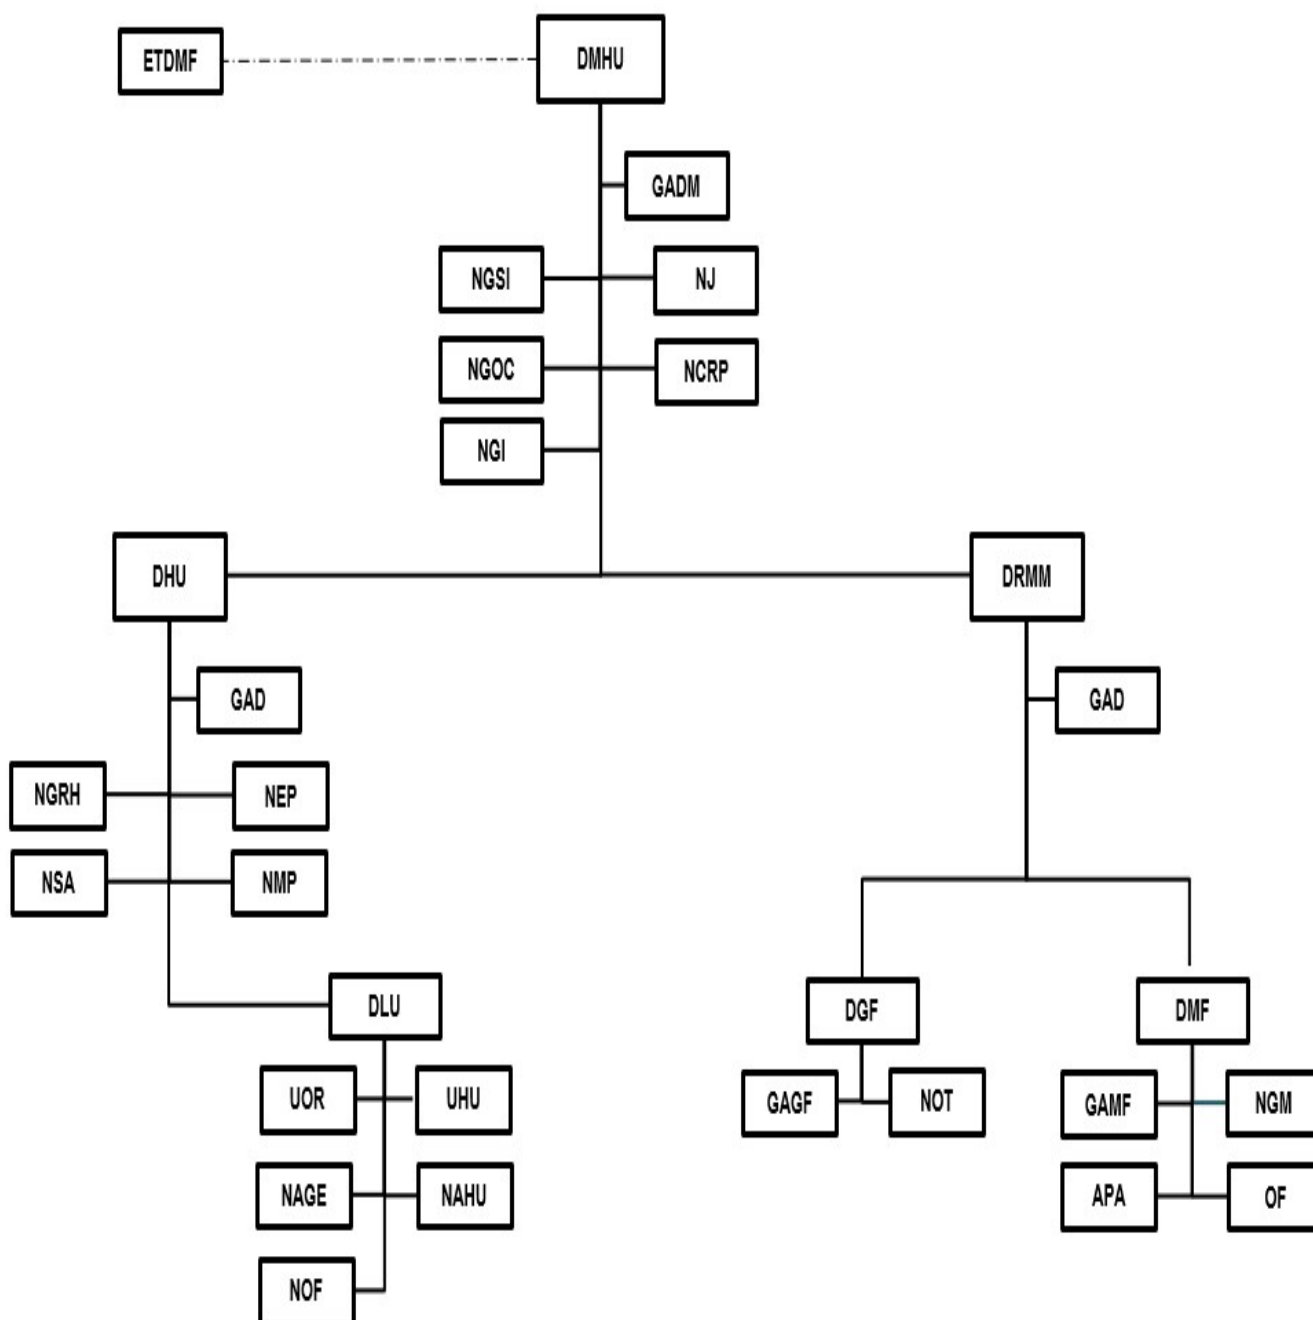 ETDMF
DMHU
GADM
NGSI
NJ
NGOC
NCRP
NGI
DHU
DRMM
GAD
GAD
NGRH
NEP
NSA
NMP
DLU
DGF
DMF
UOR
UHU
GAGF
NOT
GAMF
NGM
NAGE
NAHU
APA
OF
NOF